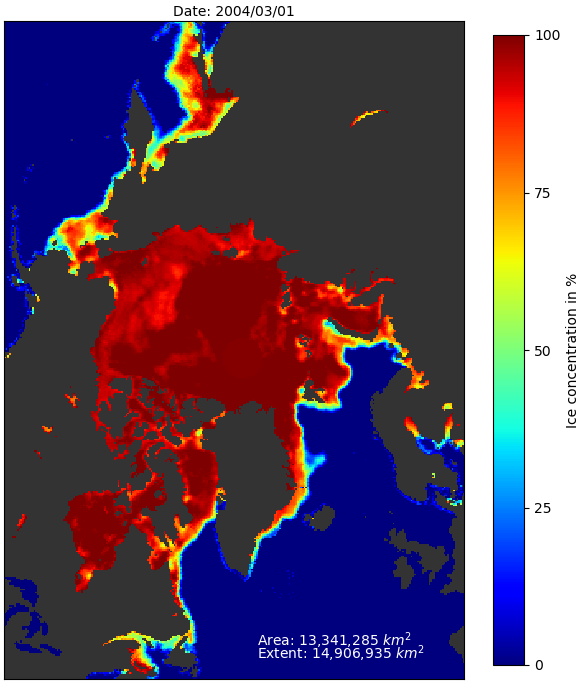 Date: 2004/03/01
100
75
50
25
0
Ice concentration in %
Area: 13,341,285 km²
Extent: 14,906,935 km²